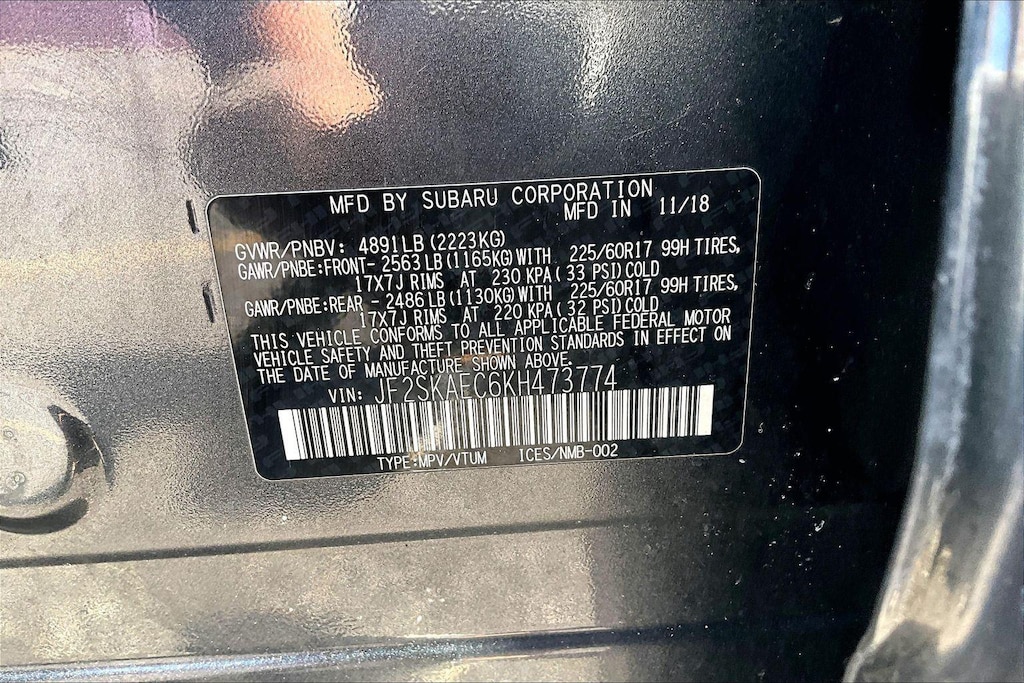 MFD BY SUBARU CORPORATION
MFD IN 11/18
GVWR/PNBV: 4891LB (2223KG)
GAWR/PNBE:FRONT- 2563LB (1165KG) WITH 225/60R17 99H TIRES,
17X7J RIMS AT 230 KPA ( 33 PSI) COLD
GAWR/PNBE:REAR - 2486LB (1130KG) WITH 225/60R17 99H TIRES,
17X7J RIMS AT 220 KPA ( 32 PSI) COLD
THIS VEHICLE CONFORMS TO ALL APPLICABLE FEDERAL MOTOR
VEHICLE SAFETY AND THEFT PREVENTION STANDARDS IN EFFECT ON
THE DATE OF MANUFACTURE SHOWN ABOVE.
VIN: JF2SKAEC6KH473774
TYPE:MPV/VTUM ICES/NMB-002